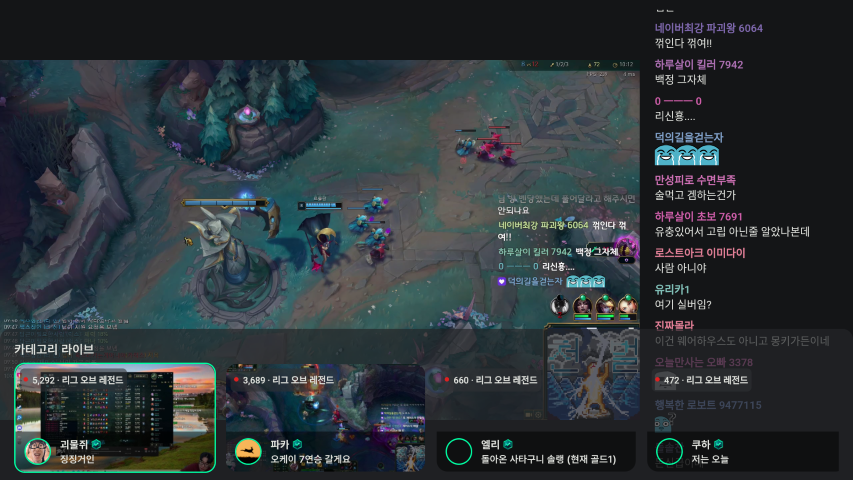 네이버최강 파괴왕 6064
꺾인다 꺾여!!
하루살이 킬러 7942
백정 그자체
0 ㅡㅡㅡ 0
리신흥....
덕의길을걷는자
만성피로 수면부족
술먹고 겜하는건가
하루살이 초보 7691
유충있어서 고립 아닌줄 알았나본데
로스트아크 이미다이
사람 아니야
유리카1
여기 실버임?
진짜몰라
이건 웨어하우스도 아니고 몽키가든이네
오늘만사는 오빠 3378
행복한 로보트 9477115
1/2/3
72
10:12
안되나요
네이버최강 파괴왕 6064 꺾인다 꺾
여!!
하루살이 킬러 7942 백정 그자체
0 ㅡㅡㅡ 0 리신흥....
덕의길을걷는자
카테고리 라이브
5,292 · 리그 오브 레전드
괴물쥐
징징거인
3,689 · 리그 오브 레전드
파카
오케이 7연승 갈게요
660 · 리그 오브 레전드
엘리
돌아온 사타구니 솔랭 (현재 골드1)
472 · 리그 오브 레전드
쿠하
저는 오늘